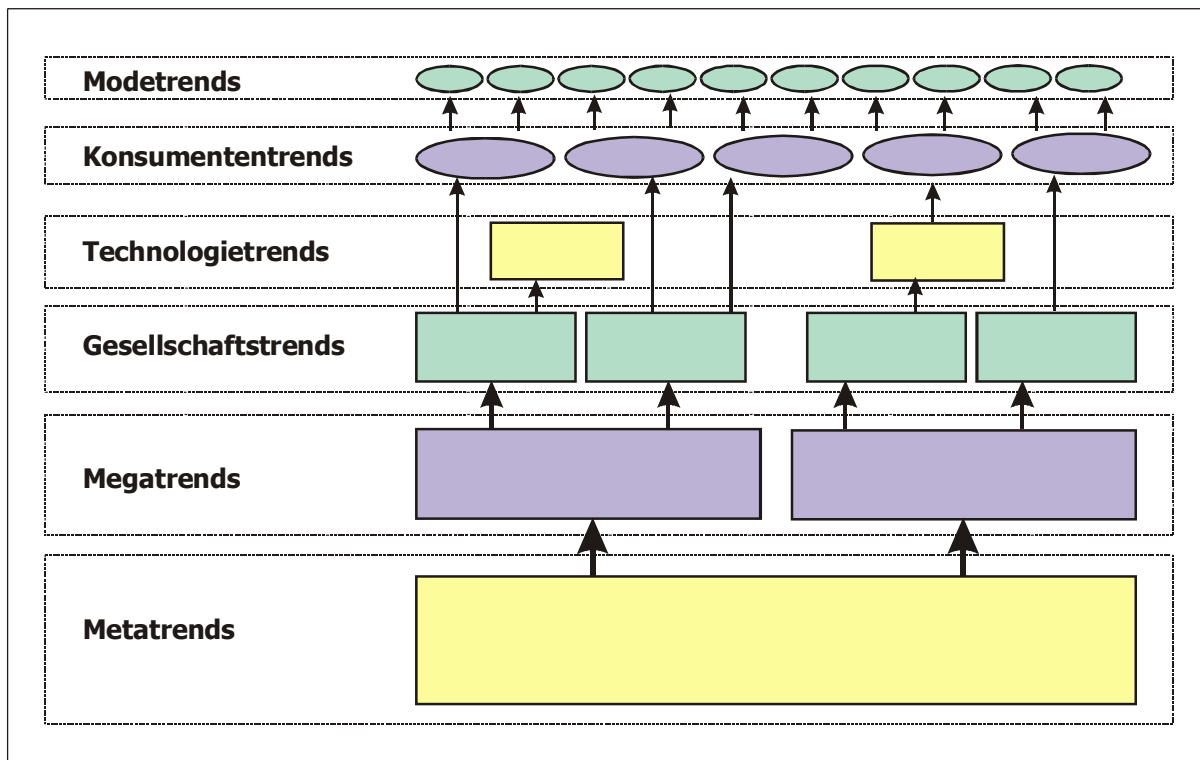 Modetrends
Konsumententrends
Technologietrends
Gesellschaftstrends
Megatrends
Metatrends